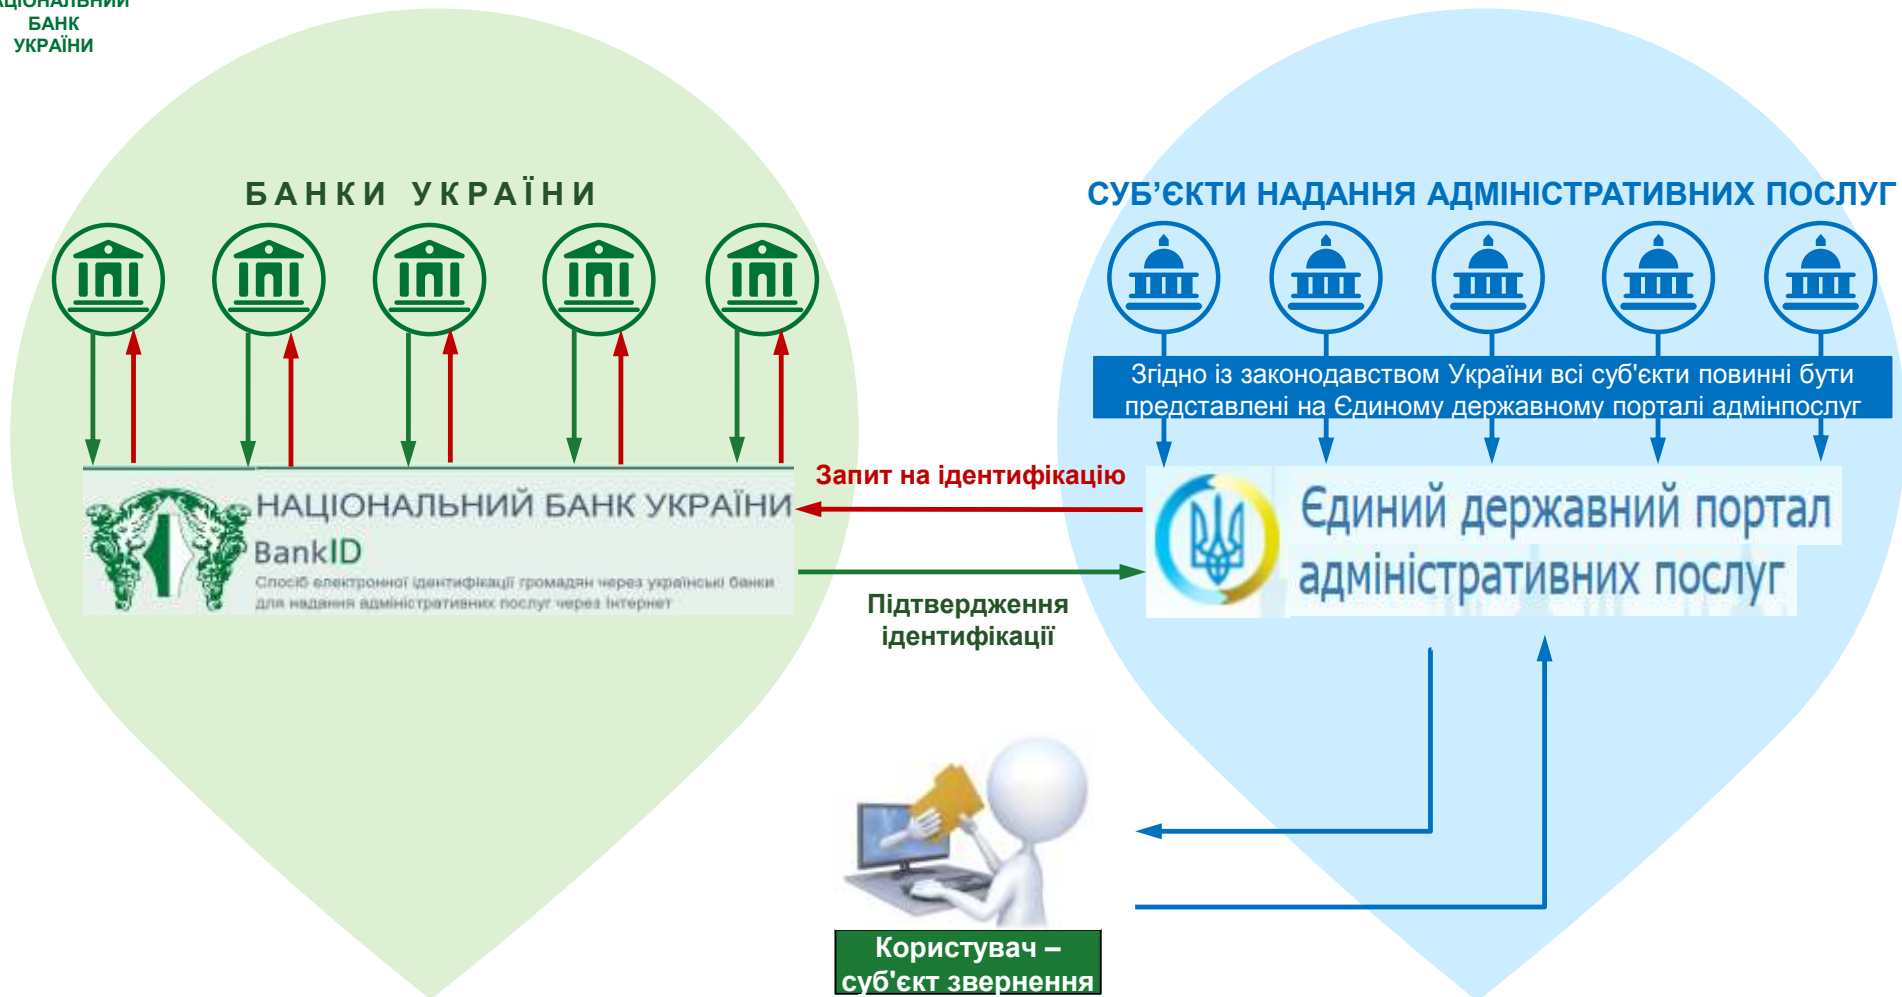 НАЦІОНАЛЬНИЙ
БАНК
УКРАЇНИ
БАНКИ УКРАЇНИ
СУБ’ЄКТИ НАДАННЯ АДМІНІСТРАТИВНИХ ПОСЛУГ
Згідно із законодавством України всі суб'єкти повинні бути
представлені на Єдиному державному порталі адмінпослуг
НАЦІОНАЛЬНИЙ БАНК УКРАЇНИ
BankID
Спосіб електронної ідентифікації громадян через українські банки
для надання адміністративних послуг через Інтернет
Запит на ідентифікацію
Підтвердження
ідентифікації
Єдиний державний портал
адміністративних послуг
Користувач –
суб'єкт звернення